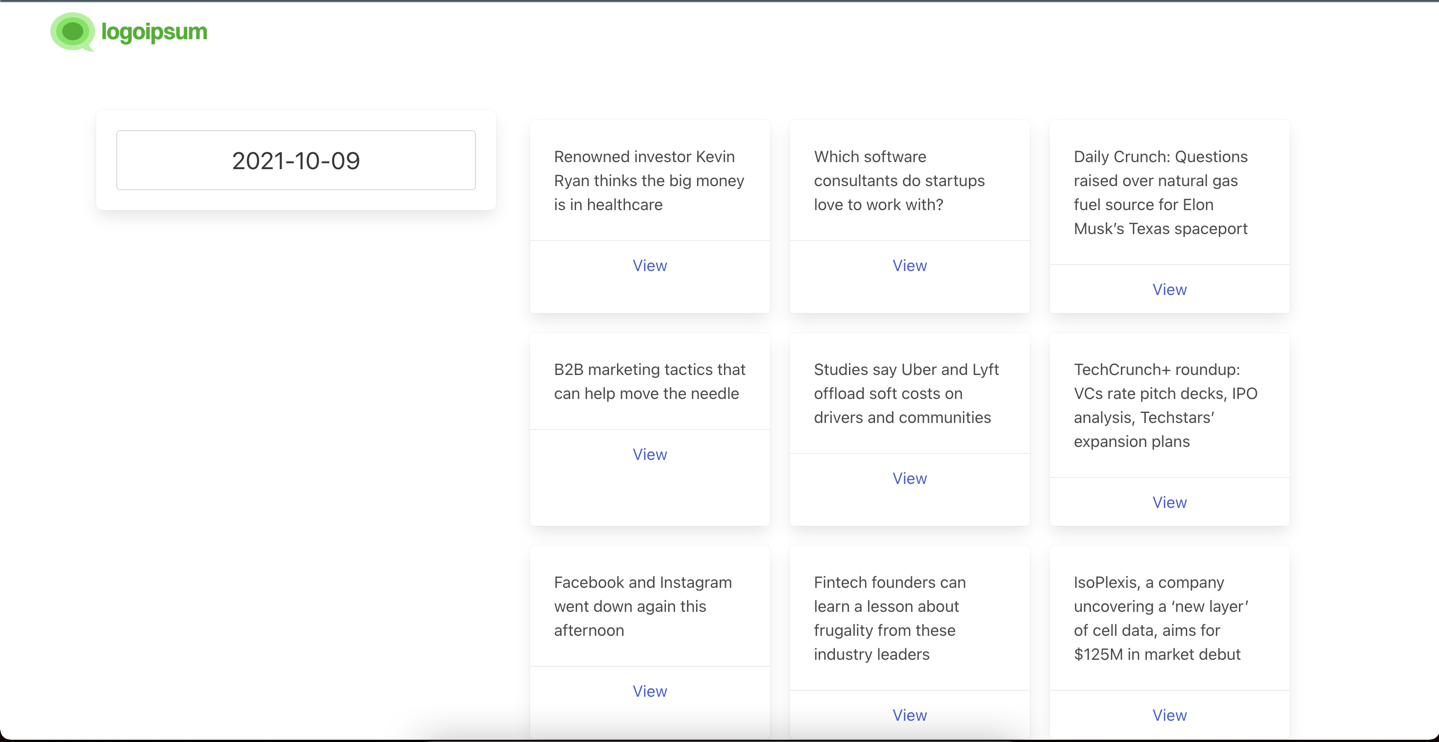 logoipsum
2021-10-09
Renowned investor Kevin
Ryan thinks the big money
is in healthcare
View
Which software
consultants do startups
love to work with?
View
Daily Crunch: Questions
raised over natural gas
fuel source for Elon
Musk’s Texas spaceport
View
B2B marketing tactics that
can help move the needle
View
Studies say Uber and Lyft
offload soft costs on
drivers and communities
View
TechCrunch+ roundup:
VCs rate pitch decks, IPO
analysis, Techstars’
expansion plans
View
Facebook and Instagram
went down again this
afternoon
View
Fintech founders can
learn a lesson about
frugality from these
industry leaders
View
IsoPlexis, a company
uncovering a ‘new layer’
of cell data, aims for
$125M in market debut
View